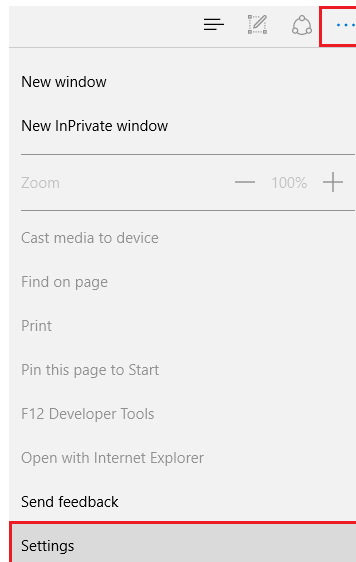 New window
New InPrivate window
Zoom 100%
Cast media to device
Find on page
Print
Pin this page to Start
F12 Developer Tools
Open with Internet Explorer
Send feedback
Settings